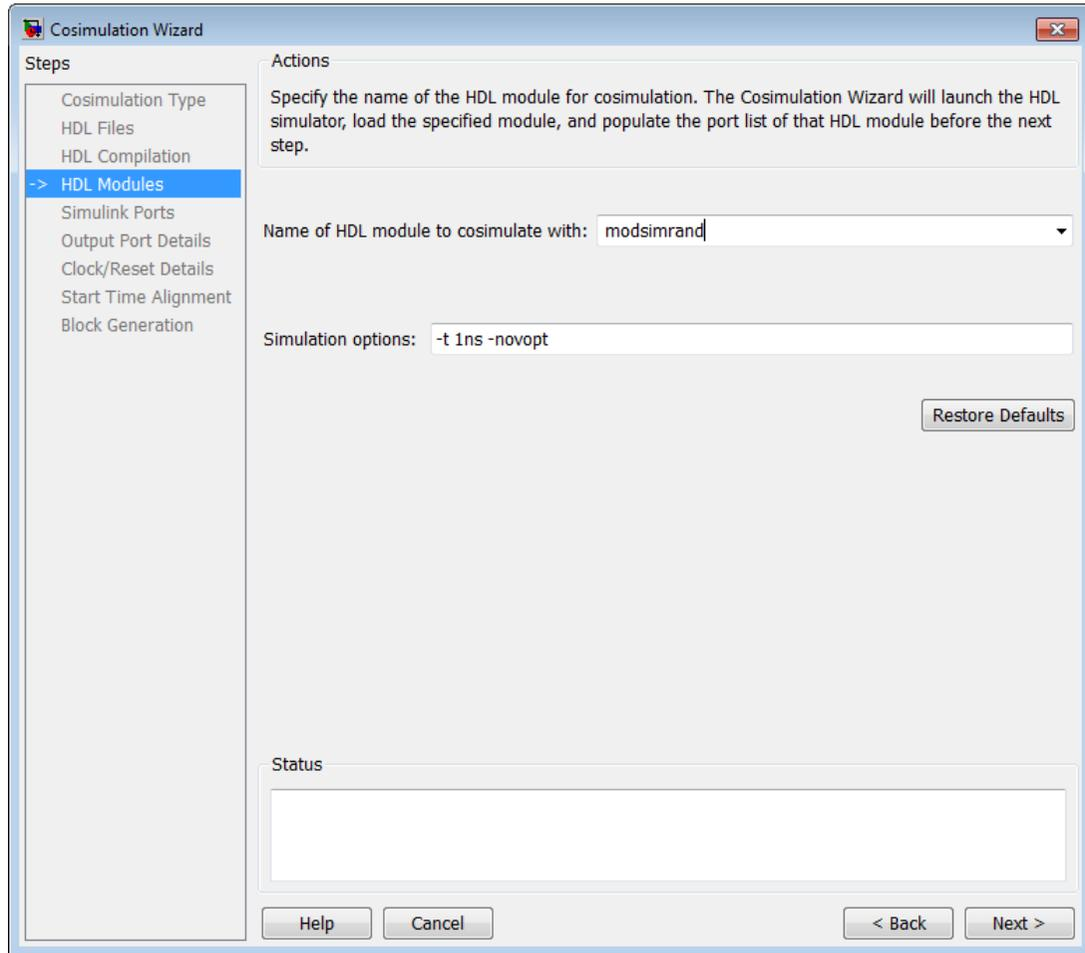 Cosimulation Wizard
Steps
Cosimulation Type
HDL Files
HDL Compilation
-> HDL Modules
Simulink Ports
Output Port Details
Clock/Reset Details
Start Time Alignment
Block Generation
Actions
Specify the name of the HDL module for cosimulation. The Cosimulation Wizard will launch the HDL
simulator, load the specified module, and populate the port list of that HDL module before the next
step.
Name of HDL module to cosimulate with: modsimrand
Simulation options: -t 1ns -novopt
Restore Defaults
Status
Help Cancel < Back Next >